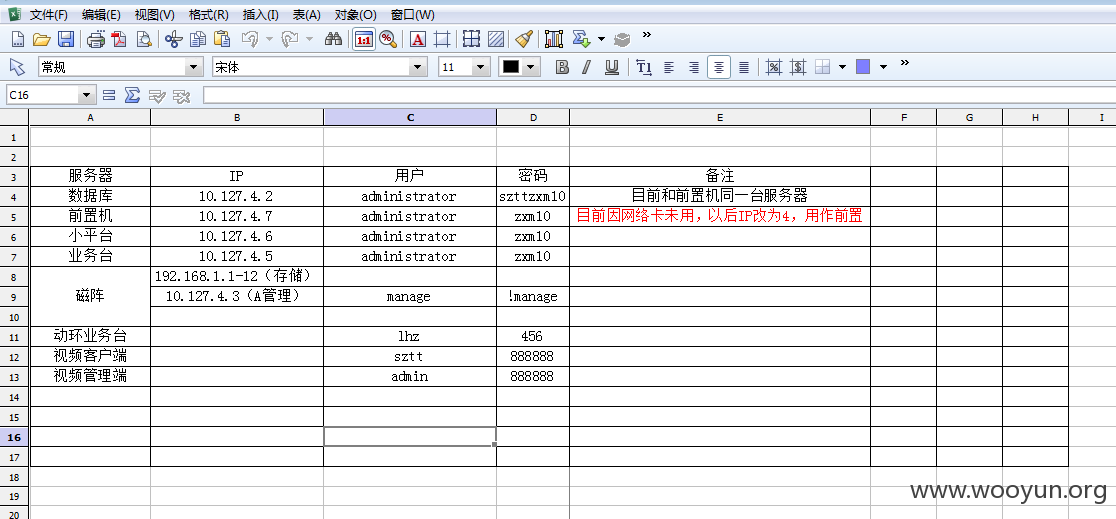 文件(F) 编辑(E) 视图(V) 格式(R) 插入(I) 表(A) 对象(O) 窗口(W)
常规 宋体 11
C16
A B C D E F G H I
1
2
3 服务器 IP 用户 密码 备注
4 数据库 10.127.4.2 administrator szttzxm10 目前和前置机同一台服务器
5 前置机 10.127.4.7 administrator zxm10 目前因网络卡未用，以后IP改为4，用作前置
6 小平台 10.127.4.6 administrator zxm10
7 业务台 10.127.4.5 administrator zxm10
8 192.168.1.1-12（存储）
9 磁阵 10.127.4.3（A管理） manage !manage
10
11 动环业务台 lhz 456
12 视频客户端 sztt 888888
13 视频管理端 admin 888888
14
15
16
17
18
19
20
www.wooyun.org